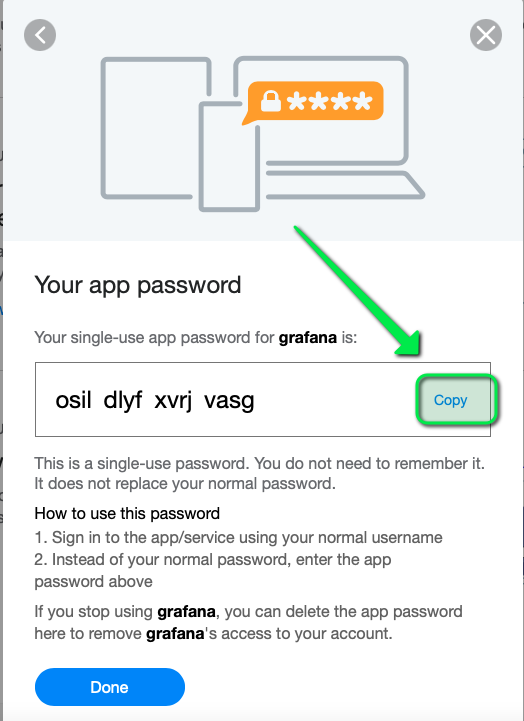 ****
Your app password
Your single-use app password for grafana is:
osil dlyf xvrj vasg
Copy
This is a single-use password. You do not need to remember it.
It does not replace your normal password.
How to use this password
1. Sign in to the app/service using your normal username
2. Instead of your normal password, enter the app
password above
If you stop using grafana, you can delete the app password
here to remove grafana's access to your account.
Done